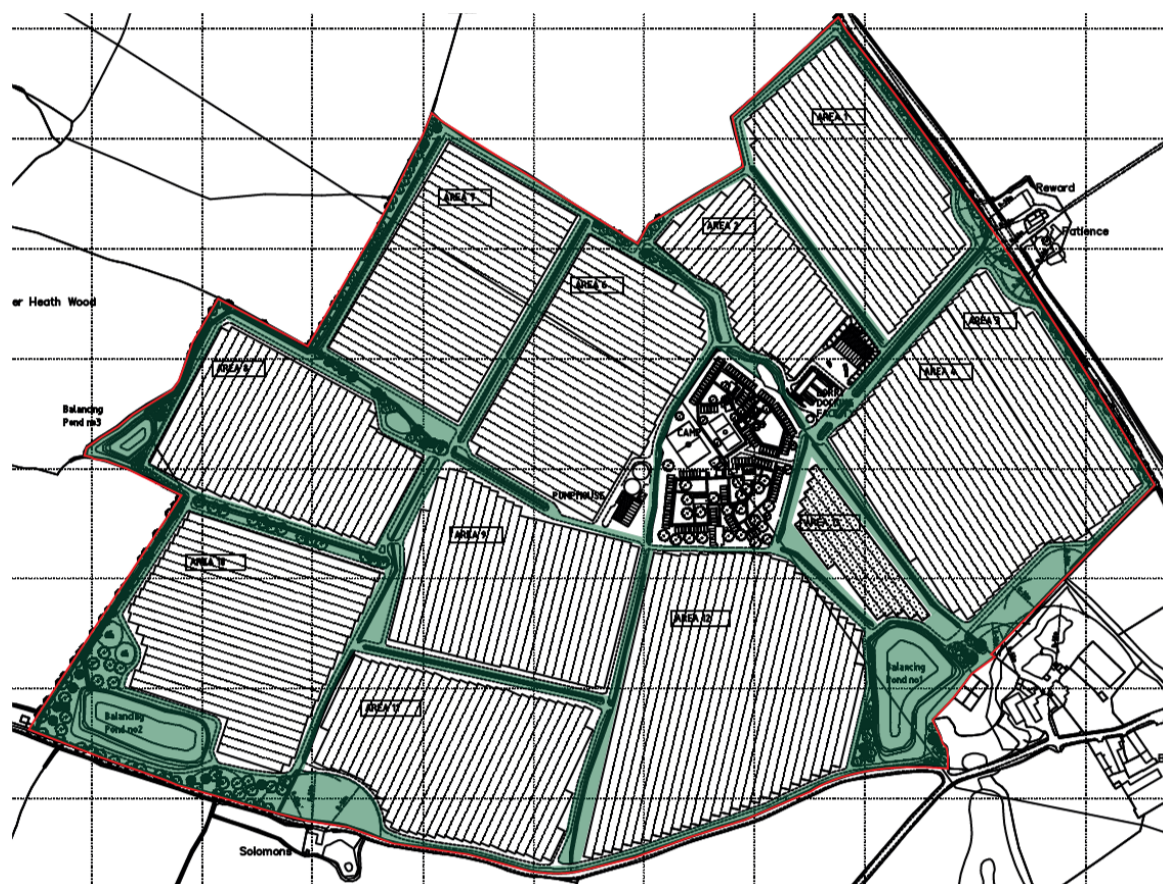 AREA 1
Reward
AREA 7
AREA 2
Patience
AREA 6
er Heath Wood
AREA 3
AREA 8
AREA 4
Balancing
Pond no3
CAMP
PUMPHOUSE
AREA 9
AREA 10
AREA 12
Balancing
Pond no1
AREA 11
Balancing
Pond no2
Solomons